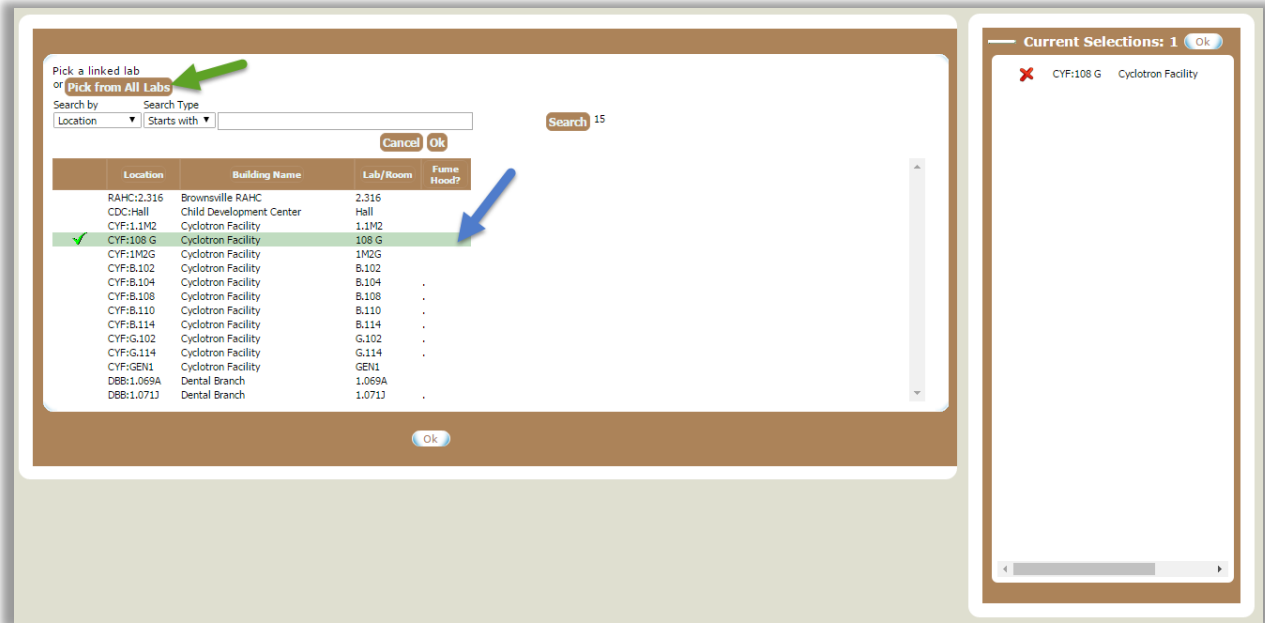 Pick a linked lab
or Pick from All Labs
Search by Search Type
Location Starts with Search 15
Cancel Ok
Location Building Name Lab/Room Fume Hood?
RAHC:2.316 Brownsville RAHC 2.316
CDC:Hall Child Development Center Hall
CYF:1.1M2 Cyclotron Facility 1.1M2
CYF:108 G Cyclotron Facility 108 G
CYF:1M2G Cyclotron Facility 1M2G
CYF:B.102 Cyclotron Facility B.102
CYF:B.104 Cyclotron Facility B.104 .
CYF:B.108 Cyclotron Facility B.108 .
CYF:B.110 Cyclotron Facility B.110 .
CYF:B.114 Cyclotron Facility B.114 .
CYF:G.102 Cyclotron Facility G.102 .
CYF:G.114 Cyclotron Facility G.114 .
CYF:GEN1 Cyclotron Facility GEN1
DBB:1.069A Dental Branch 1.069A
DBB:1.071J Dental Branch 1.071J .
Ok
Current Selections: 1 Ok
CYF:108 G Cyclotron Facility